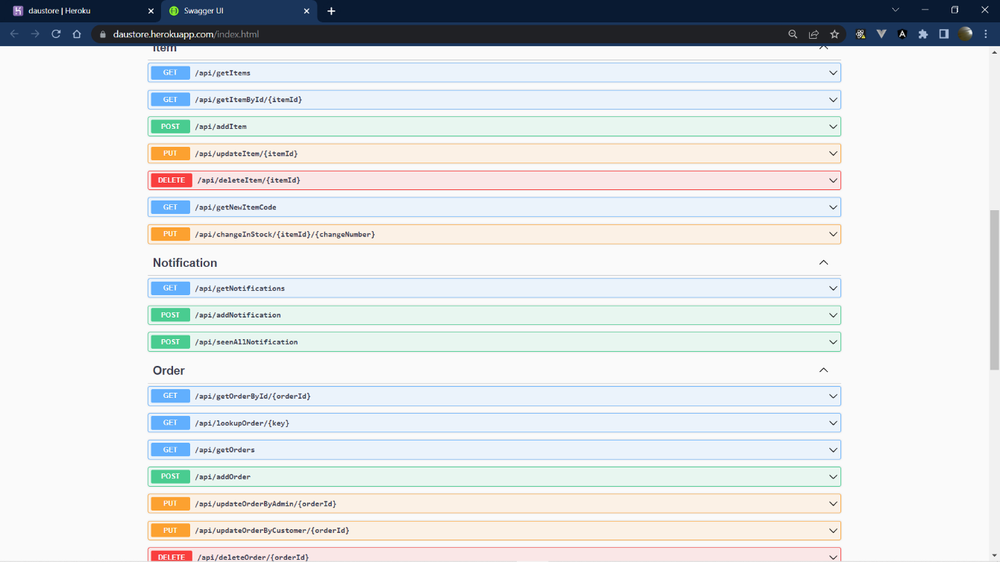 daustore | Heroku
Swagger UI
daustore.herokuapp.com/index.html
Item
GET /api/getItems
GET /api/getItemById/{itemId}
POST /api/addItem
PUT /api/updateItem/{itemId}
DELETE /api/deleteItem/{itemId}
GET /api/getNewItemCode
PUT /api/changeInStock/{itemId}/{changeNumber}
Notification
GET /api/getNotifications
POST /api/addNotification
POST /api/seenAllNotification
Order
GET /api/getOrderById/{orderId}
GET /api/lookupOrder/{key}
GET /api/getOrders
POST /api/addOrder
PUT /api/updateOrderByAdmin/{orderId}
PUT /api/updateOrderByCustomer/{orderId}
DELETE /api/deleteOrder/{orderId}